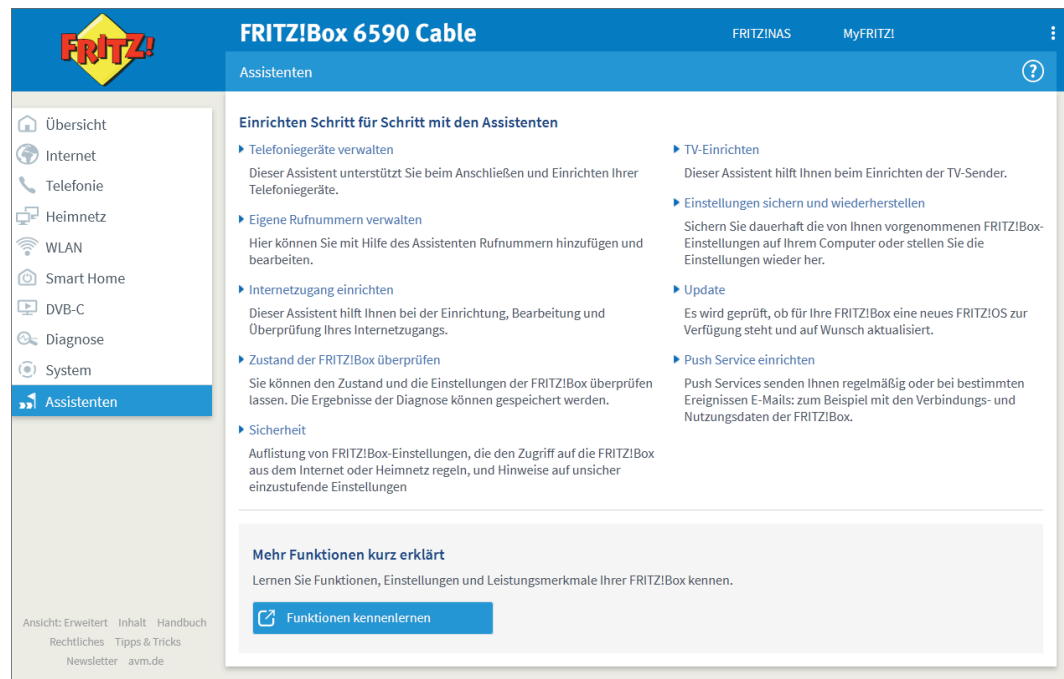 FRITZ!
FRITZ!Box 6590 Cable
FRITZ!NAS
MyFRITZ!
Assistenten
?
Übersicht
Internet
Telefonie
Heimnetz
WLAN
Smart Home
DVB-C
Diagnose
System
Assistenten
Ansicht: Erweitert Inhalt Handbuch
Rechtliches Tipps & Tricks
Newsletter avm.de
Einrichten Schritt für Schritt mit den Assistenten
Telefoniegeräte verwalten
Dieser Assistent unterstützt Sie beim Anschließen und Einrichten Ihrer
Telefoniegeräte.
Eigene Rufnummern verwalten
Hier können Sie mit Hilfe des Assistenten Rufnummern hinzufügen und
bearbeiten.
Internetzugang einrichten
Dieser Assistent hilft Ihnen bei der Einrichtung, Bearbeitung und
Überprüfung Ihres Internetzugangs.
Zustand der FRITZ!Box überprüfen
Sie können den Zustand und die Einstellungen der FRITZ!Box überprüfen
lassen. Die Ergebnisse der Diagnose können gespeichert werden.
Sicherheit
Auflistung von FRITZ!Box-Einstellungen, die den Zugriff auf die FRITZ!Box
aus dem Internet oder Heimnetz regeln, und Hinweise auf unsicher
einzustufende Einstellungen
TV-Einrichten
Dieser Assistent hilft Ihnen beim Einrichten der TV-Sender.
Einstellungen sichern und wiederherstellen
Sichern Sie dauerhaft die von Ihnen vorgenommenen FRITZ!Box-
Einstellungen auf Ihrem Computer oder stellen Sie die
Einstellungen wieder her.
Update
Es wird geprüft, ob für Ihre FRITZ!Box eine neues FRITZ!OS zur
Verfügung steht und auf Wunsch aktualisiert.
Push Service einrichten
Push Services senden Ihnen regelmäßig oder bei bestimmten
Ereignissen E-Mails: zum Beispiel mit den Verbindungs- und
Nutzungsdaten der FRITZ!Box.
Mehr Funktionen kurz erklärt
Lernen Sie Funktionen, Einstellungen und Leistungsmerkmale Ihrer FRITZ!Box kennen.
Funktionen kennenlernen